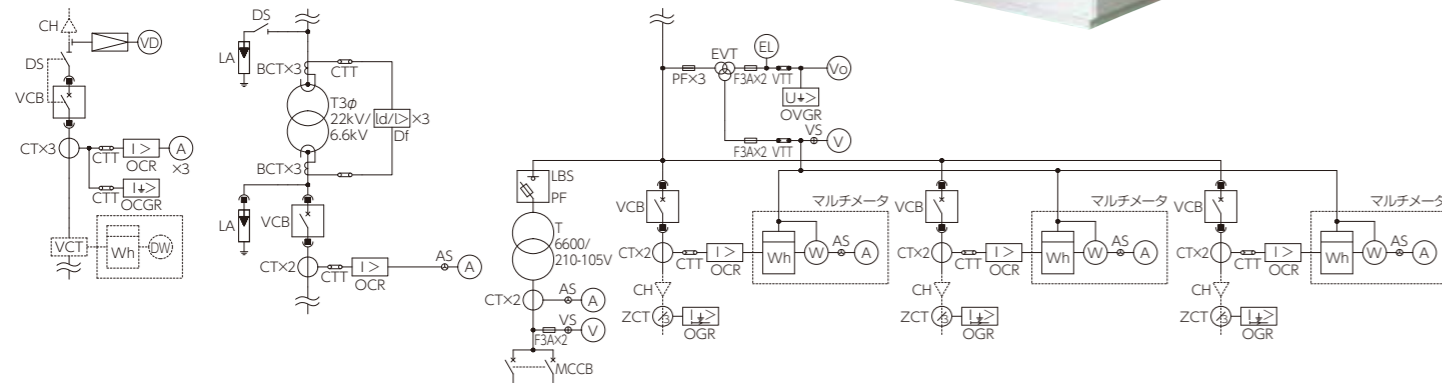 CH
VD
DS
VCB
CT×3
CTT
I>
OCR
A
×3
CTT
I⏚>
OCGR
VCT
Wh
DW
DS
LA
BCT×3
CTT
T3φ
22kV/
6.6kV
Id/I>
×3
Df
BCT×3
LA
VCB
CT×2
CTT
I>
OCR
AS
A
LBS
PF
T
6600/
210-105V
CT×2
AS
A
VS
V
F3A×2
MCCB
PF×3
EVT
F3A×2
VTT
EL
Vo
U⏚>
OVGR
F3A×2
VTT
VS
V
VCB
マルチメータ
CT×2
CTT
I>
OCR
Wh
W
AS
A
CH
ZCT
3
I⏚>
OGR
VCB
マルチメータ
CT×2
CTT
I>
OCR
Wh
W
AS
A
CH
ZCT
3
I⏚>
OGR
VCB
マルチメータ
CT×2
CTT
I>
OCR
Wh
W
AS
A
CH
ZCT
3
I⏚>
OGR